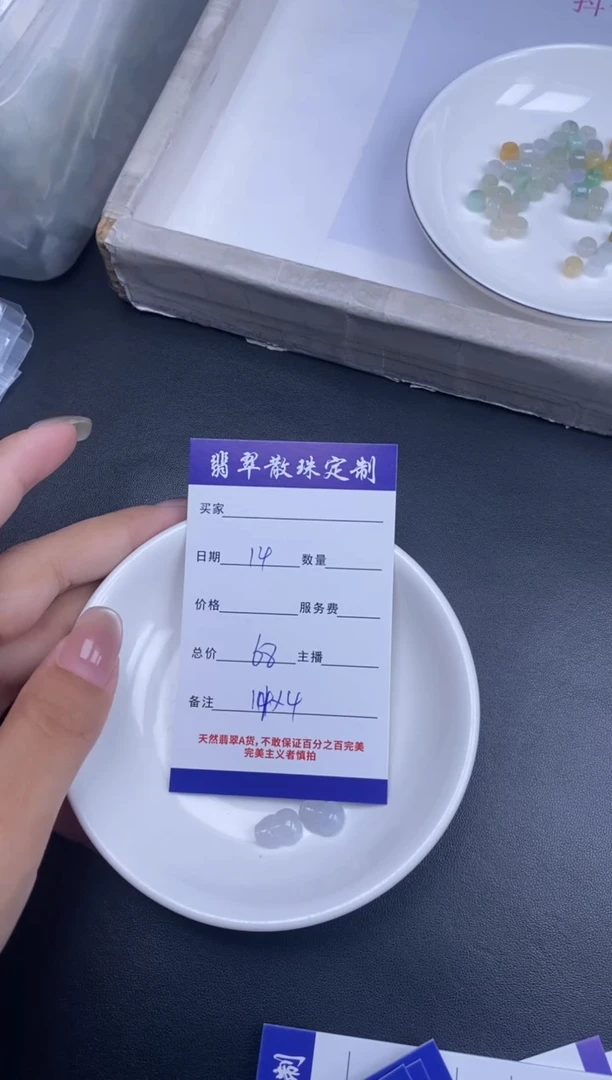 抖
翡翠散珠定制
买家
日期 14 数量
价格 服务费
总价 68 主播
备注
天然翡翠A货,不敢保证百分之百完美
完美主义者慎拍
翡